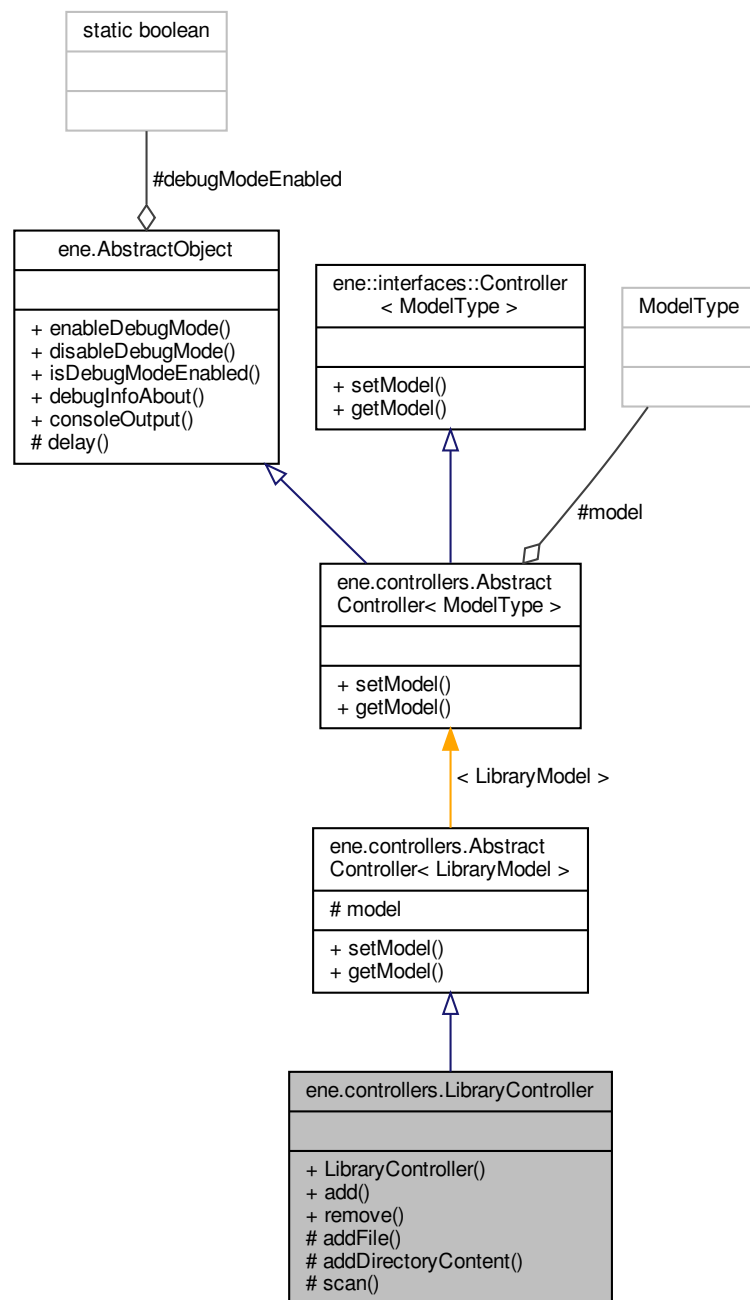 static boolean
#debugModeEnabled
ene.AbstractObject
+ enableDebugMode()
+ disableDebugMode()
+ isDebugModeEnabled()
+ debugInfoAbout()
+ consoleOutput()
# delay()
ene::interfaces::Controller
< ModelType >
+ setModel()
+ getModel()
ModelType
#model
ene.controllers.Abstract
Controller< ModelType >
+ setModel()
+ getModel()
< LibraryModel >
ene.controllers.Abstract
Controller< LibraryModel >
# model
+ setModel()
+ getModel()
ene.controllers.LibraryController
+ LibraryController()
+ add()
+ remove()
# addFile()
# addDirectoryContent()
# scan()